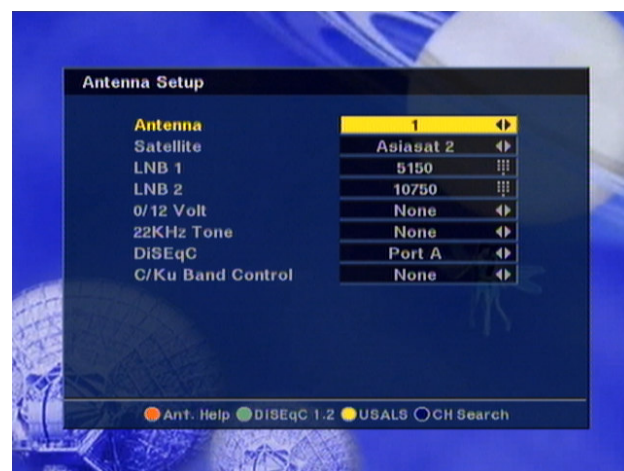 Antenna Setup
Antenna 1
Satellite Asiasat 2
LNB 1 5150
LNB 2 10750
0/12 Volt None
22KHz Tone None
DiSEqC Port A
C/Ku Band Control None
Ant. Help DISEqC 1.2 USALS CH Search